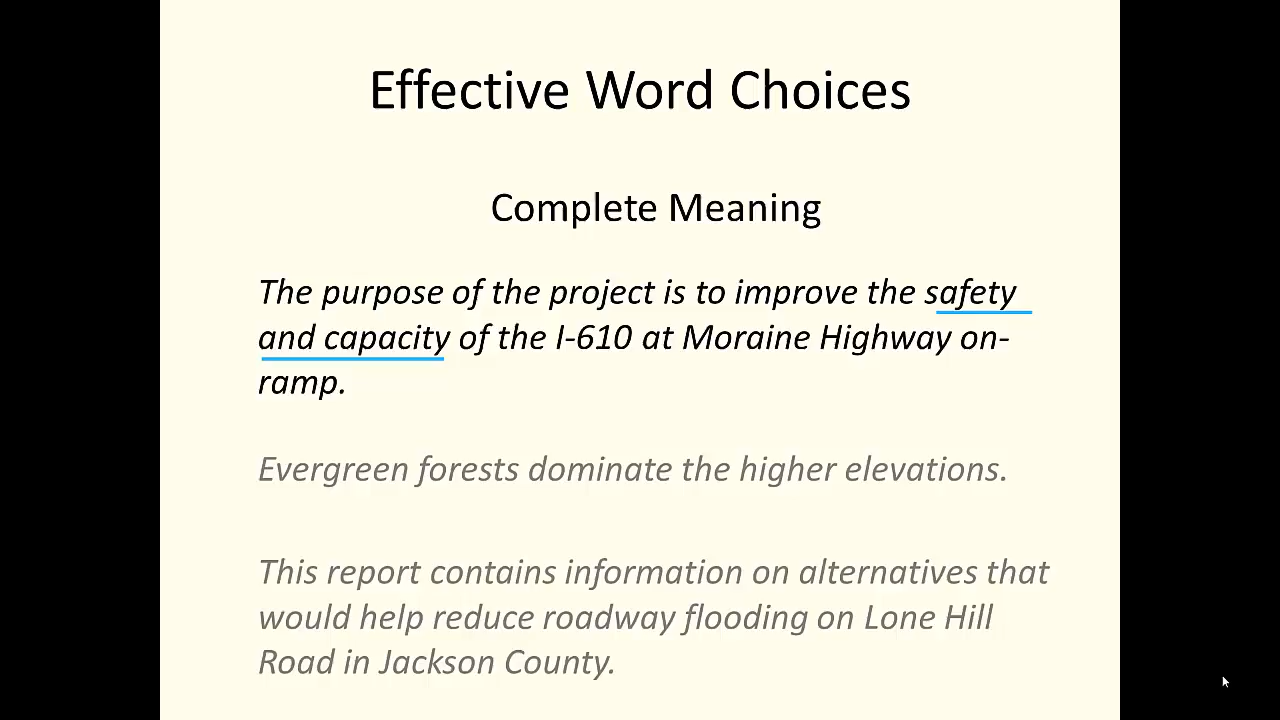 Effective Word Choices
Complete Meaning
The purpose of the project is to improve the safety
and capacity of the I-610 at Moraine Highway on-
ramp.
Evergreen forests dominate the higher elevations.
This report contains information on alternatives that
would help reduce roadway flooding on Lone Hill
Road in Jackson County.